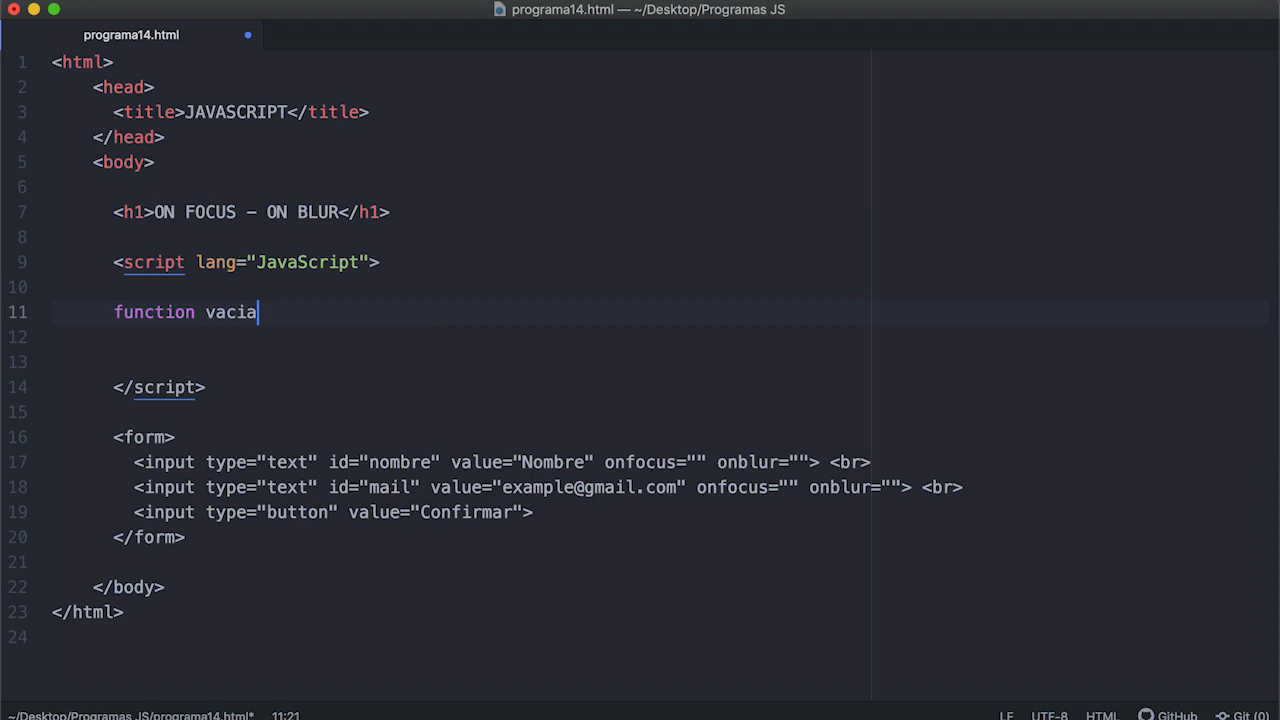 programa14.html — ~/Desktop/Programas JS
programa14.html
1 <html>
2 <head>
3 <title>JAVASCRIPT</title>
4 </head>
5 <body>
6
7 <h1>ON FOCUS - ON BLUR</h1>
8
9 <script lang="JavaScript">
10
11 function vacia
12
13
14 </script>
15
16 <form>
17 <input type="text" id="nombre" value="Nombre" onfocus="" onblur=""> <br>
18 <input type="text" id="mail" value="example@gmail.com" onfocus="" onblur=""> <br>
19 <input type="button" value="Confirmar">
20 </form>
21
22 </body>
23 </html>
24
~/Desktop/Programas JS/programa14.html* 11:21 LF UTF-8 HTML GitHub Git (0)